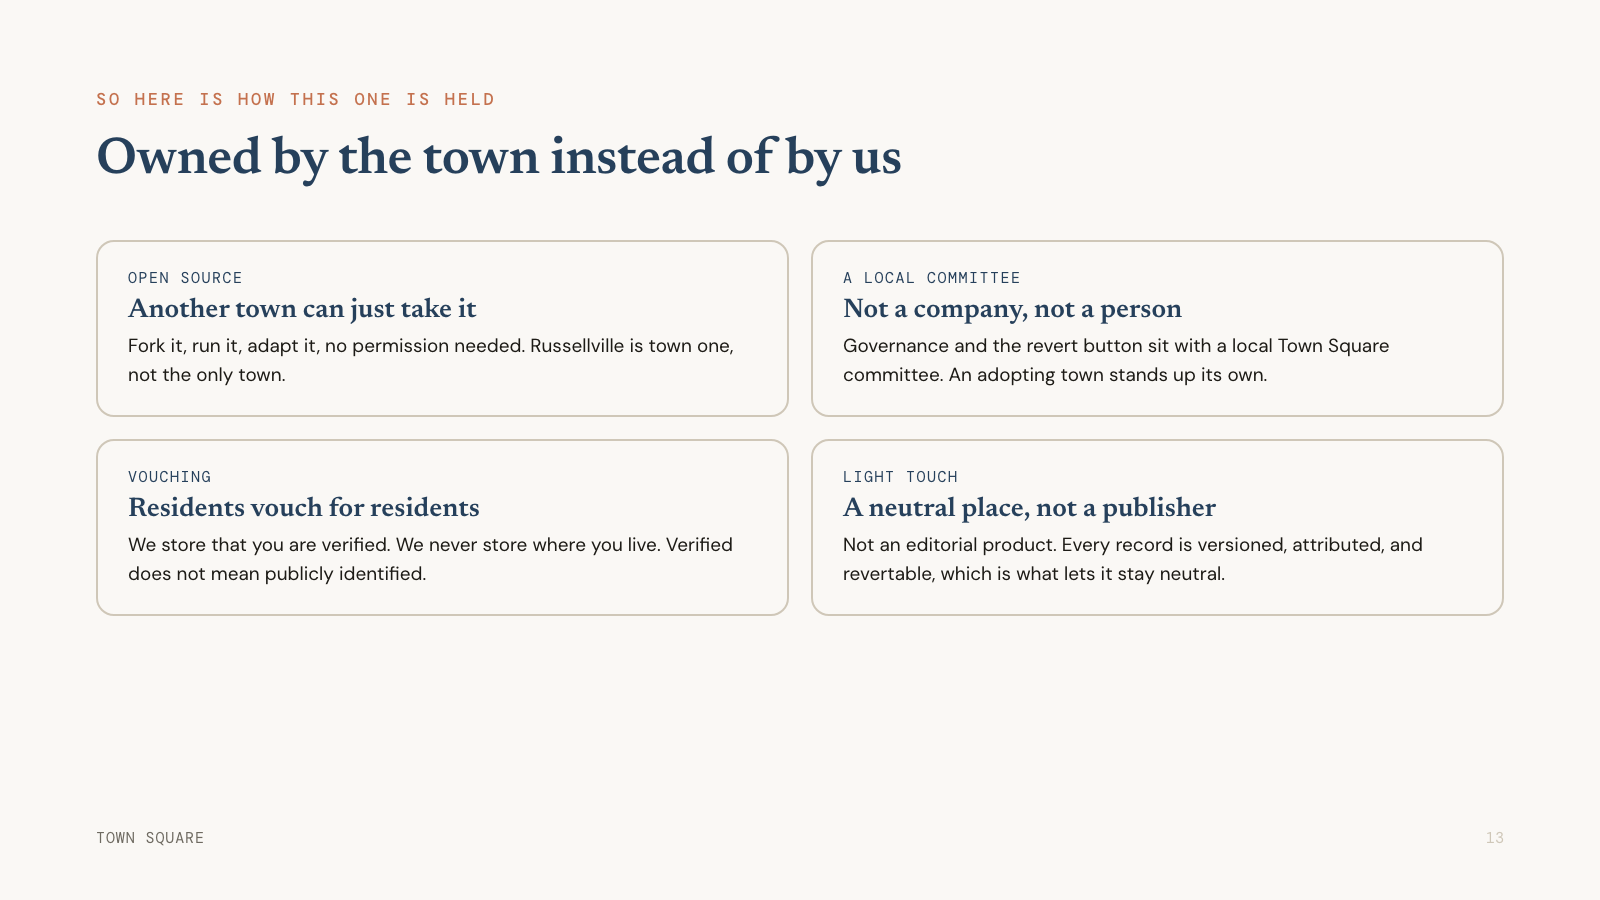 SO HERE IS HOW THIS ONE IS HELD
Owned by the town instead of by us
OPEN SOURCE
Another town can just take it
Fork it, run it, adapt it, no permission needed. Russellville is town one,
not the only town.
A LOCAL COMMITTEE
Not a company, not a person
Governance and the revert button sit with a local Town Square
committee. An adopting town stands up its own.
VOUCHING
Residents vouch for residents
We store that you are verified. We never store where you live. Verified
does not mean publicly identified.
LIGHT TOUCH
A neutral place, not a publisher
Not an editorial product. Every record is versioned, attributed, and
revertable, which is what lets it stay neutral.
TOWN SQUARE
13